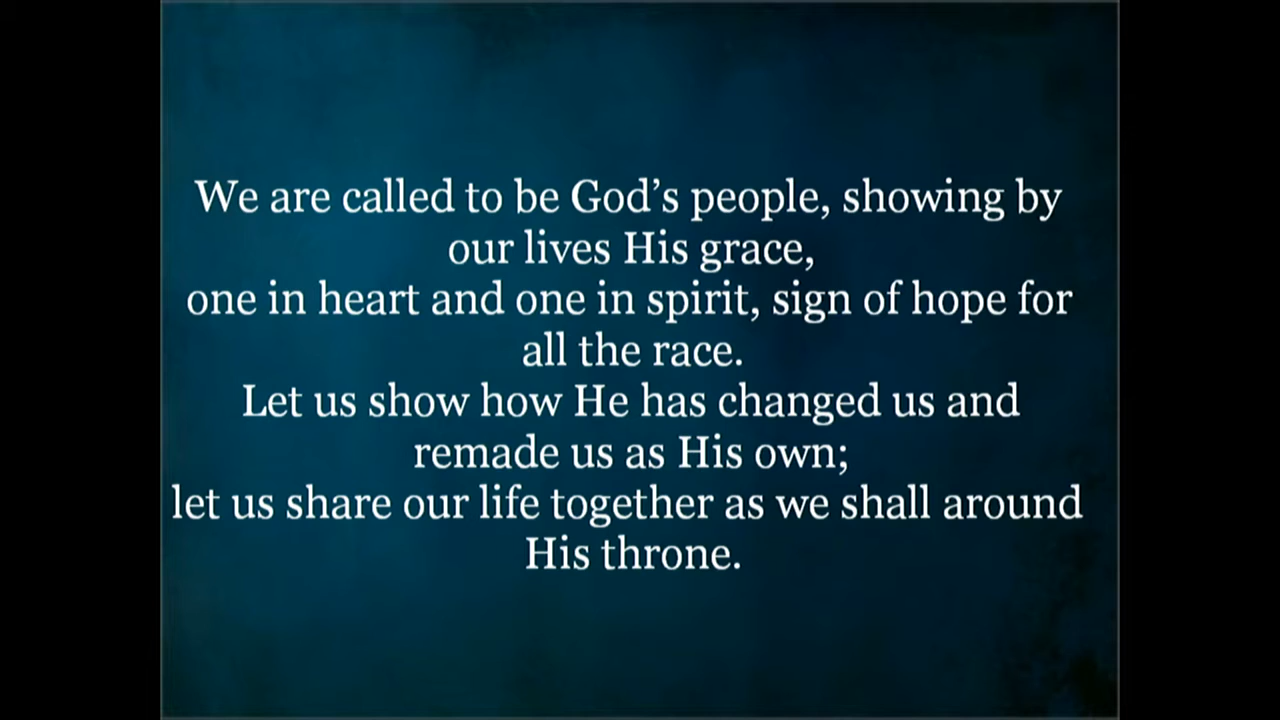 We are called to be God’s people, showing by
our lives His grace,
one in heart and one in spirit, sign of hope for
all the race.
Let us show how He has changed us and
remade us as His own;
let us share our life together as we shall around
His throne.